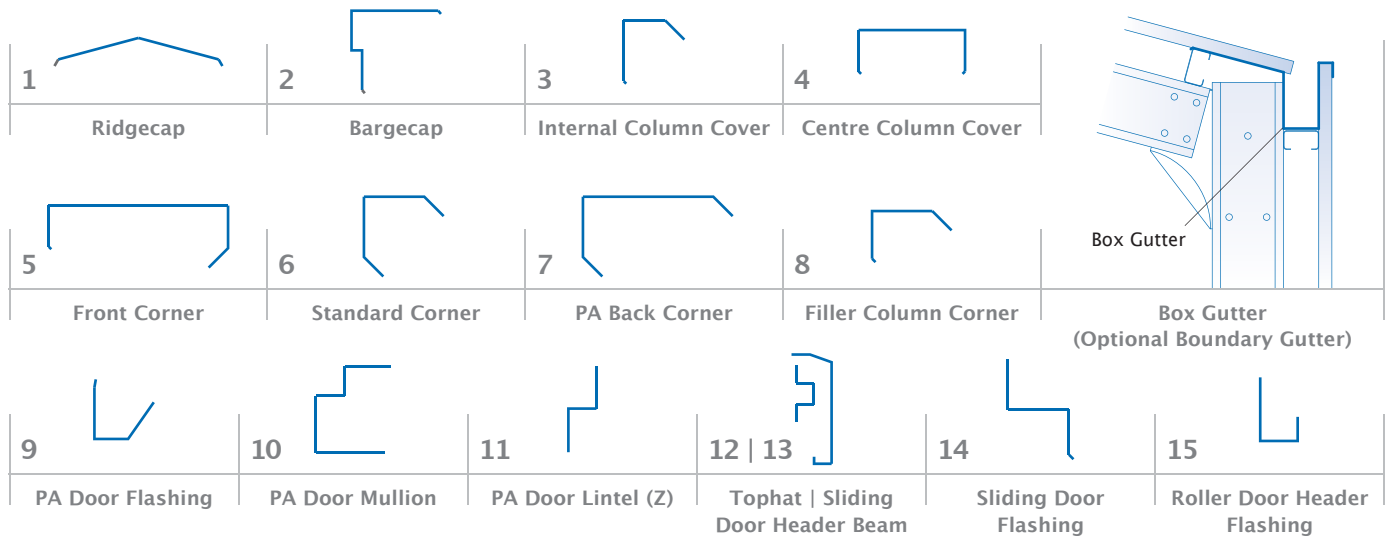 1
Ridgecap
2
Bargecap
3
Internal Column Cover
4
Centre Column Cover
5
Front Corner
6
Standard Corner
7
PA Back Corner
8
Filler Column Corner
Box Gutter
Box Gutter
(Optional Boundary Gutter)
9
PA Door Flashing
10
PA Door Mullion
11
PA Door Lintel (Z)
12 | 13
Tophat | Sliding
Door Header Beam
14
Sliding Door
Flashing
15
Roller Door Header
Flashing